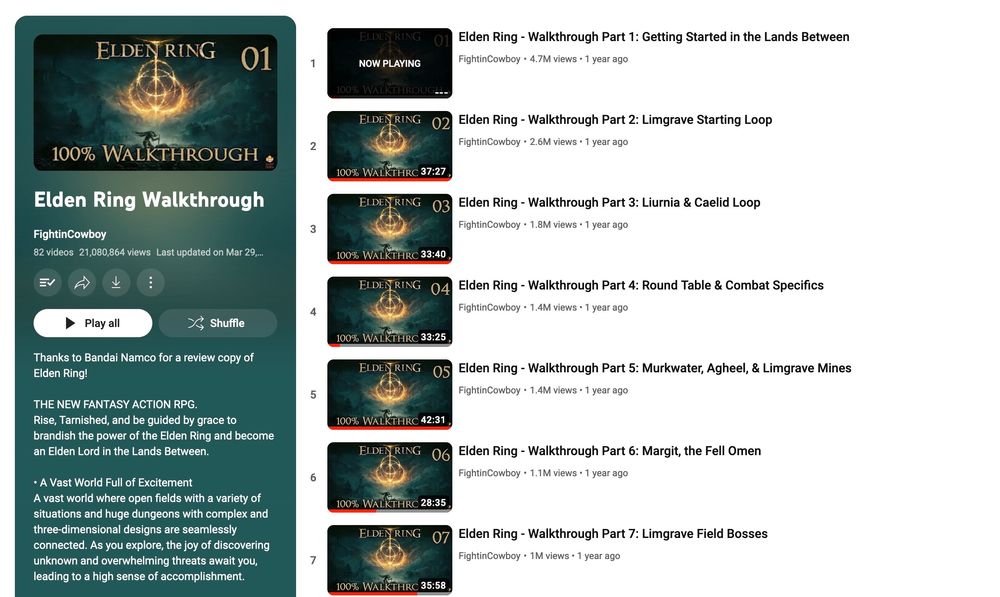 ELDEN RING
01
100% WALKTHROUGH
Elden Ring Walkthrough
FightinCowboy
82 videos 21,080,864 views Last updated on Mar 29,...
Play all
Shuffle
Thanks to Bandai Namco for a review copy of
Elden Ring!
THE NEW FANTASY ACTION RPG.
Rise, Tarnished, and be guided by grace to
brandish the power of the Elden Ring and become
an Elden Lord in the Lands Between.
• A Vast World Full of Excitement
A vast world where open fields with a variety of
situations and huge dungeons with complex and
three-dimensional designs are seamlessly
connected. As you explore, the joy of discovering
unknown and overwhelming threats await you,
leading to a high sense of accomplishment.
1
01
NOW PLAYING
100% WALKTHROUGH
Elden Ring - Walkthrough Part 1: Getting Started in the Lands Between
FightinCowboy • 4.7M views • 1 year ago
2
ELDEN RING
02
100% WALKTHRC 37:27
Elden Ring - Walkthrough Part 2: Limgrave Starting Loop
FightinCowboy • 2.6M views • 1 year ago
3
ELDEN RING
03
100% WALKTHRC 33:40
Elden Ring - Walkthrough Part 3: Liurnia & Caelid Loop
FightinCowboy • 1.8M views • 1 year ago
4
ELDEN RING
04
100% WALKTHRC 33:25
Elden Ring - Walkthrough Part 4: Round Table & Combat Specifics
FightinCowboy • 1.4M views • 1 year ago
5
ELDEN RING
05
100% WALKTHRC 42:31
Elden Ring - Walkthrough Part 5: Murkwater, Agheel, & Limgrave Mines
FightinCowboy • 1.4M views • 1 year ago
6
ELDEN RING
06
100% WALKTHRC 28:35
Elden Ring - Walkthrough Part 6: Margit, the Fell Omen
FightinCowboy • 1.1M views • 1 year ago
7
ELDEN RING
07
100% WALKTHRC 35:58
Elden Ring - Walkthrough Part 7: Limgrave Field Bosses
FightinCowboy • 1M views • 1 year ago